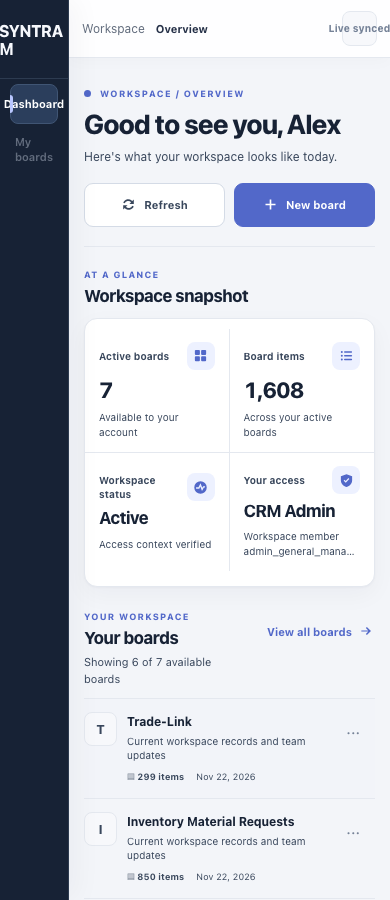 SYNTRA
M
Dashboard
My
boards
Workspace Overview
Live synced
WORKSPACE / OVERVIEW
Good to see you, Alex
Here's what your workspace looks like today.
Refresh
New board
AT A GLANCE
Workspace snapshot
Active boards
7
Available to your
account
Board items
1,608
Across your active
boards
Workspace
status
Active
Access context verified
Your access
CRM Admin
Workspace member
admin_general_mana...
YOUR WORKSPACE
Your boards
Showing 6 of 7 available
boards
View all boards →
T
Trade-Link
Current workspace records and team
updates
299 items Nov 22, 2026
...
I
Inventory Material Requests
Current workspace records and team
updates
850 items Nov 22, 2026
...